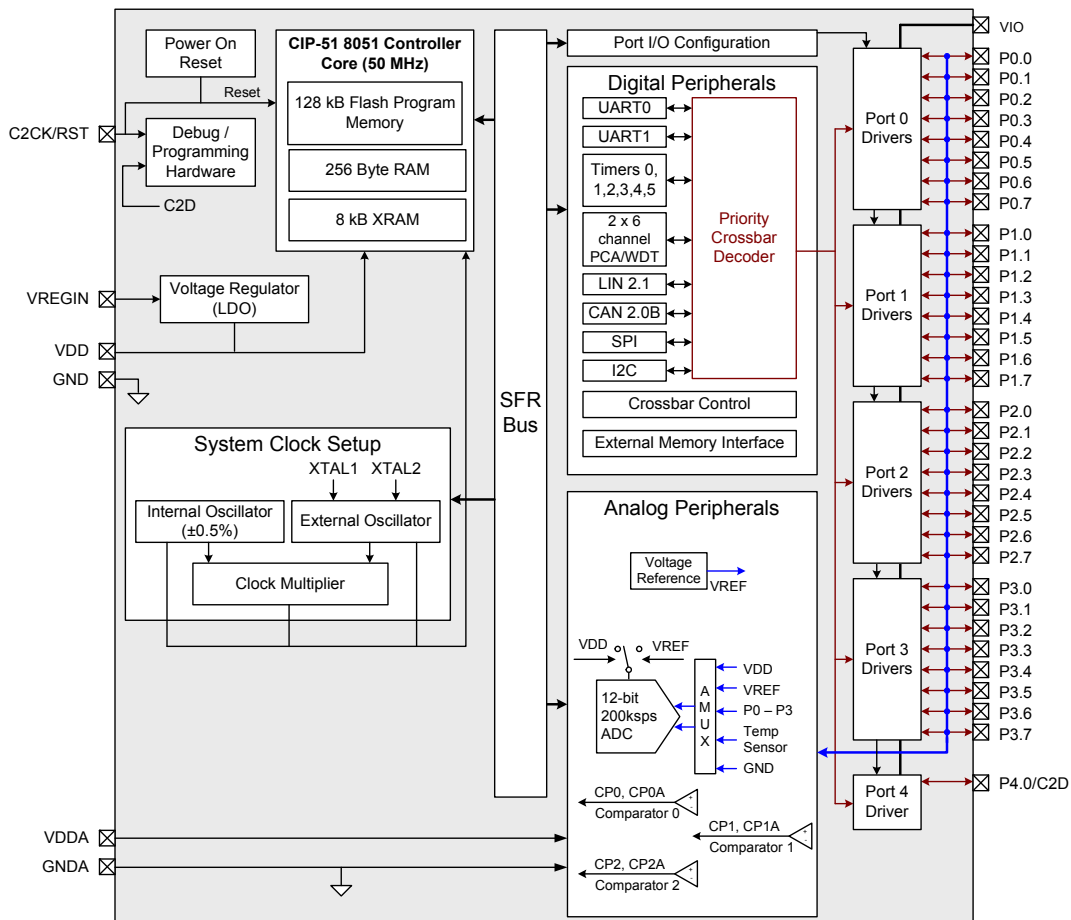 VIO
Power On
Reset
CIP-51 8051 Controller
Core (50 MHz)
128 kB Flash Program
Memory
256 Byte RAM
8 kB XRAM
Reset
C2CK/RST
Debug /
Programming
Hardware
C2D
VREGIN
Voltage Regulator
(LDO)
VDD
GND
System Clock Setup
XTAL1
XTAL2
Internal Oscillator
(±0.5%)
External Oscillator
Clock Multiplier
VDDA
GNDA
SFR
Bus
Port I/O Configuration
Digital Peripherals
UART0
UART1
Timers 0,
1,2,3,4,5
2 x 6
channel
PCA/WDT
LIN 2.1
CAN 2.0B
SPI
I2C
Priority
Crossbar
Decoder
Crossbar Control
External Memory Interface
Analog Peripherals
Voltage
Reference
VREF
VDD
VREF
12-bit
200ksps
ADC
A
M
U
X
VDD
VREF
P0 – P3
Temp
Sensor
GND
CP0, CP0A
+
-
Comparator 0
CP1, CP1A
+
-
Comparator 1
CP2, CP2A
+
-
Comparator 2
Port 0
Drivers
Port 1
Drivers
Port 2
Drivers
Port 3
Drivers
Port 4
Driver
P0.0
P0.1
P0.2
P0.3
P0.4
P0.5
P0.6
P0.7
P1.0
P1.1
P1.2
P1.3
P1.4
P1.5
P1.6
P1.7
P2.0
P2.1
P2.2
P2.3
P2.4
P2.5
P2.6
P2.7
P3.0
P3.1
P3.2
P3.3
P3.4
P3.5
P3.6
P3.7
P4.0/C2D